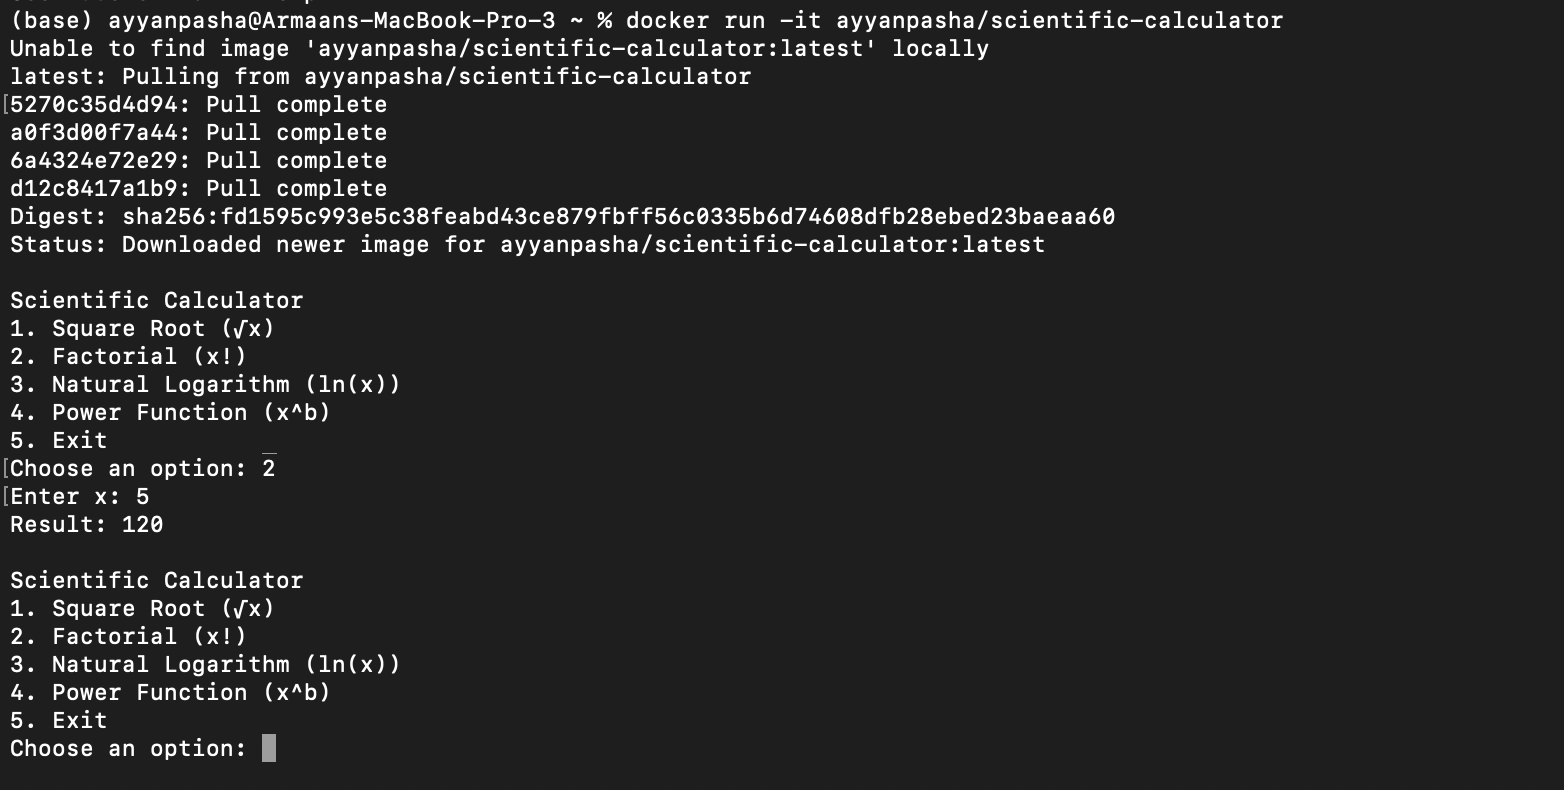 (base) ayyanpasha@Armaans-MacBook-Pro-3 ~ % docker run -it ayyanpasha/scientific-calculator
Unable to find image 'ayyanpasha/scientific-calculator:latest' locally
latest: Pulling from ayyanpasha/scientific-calculator
[5270c35d4d94: Pull complete
a0f3d00f7a44: Pull complete
6a4324e72e29: Pull complete
d12c8417a1b9: Pull complete
Digest: sha256:fd1595c993e5c38feabd43ce879fbff56c0335b6d74608dfb28ebed23baeaa60
Status: Downloaded newer image for ayyanpasha/scientific-calculator:latest
Scientific Calculator
1. Square Root (√x)
2. Factorial (x!)
3. Natural Logarithm (ln(x))
4. Power Function (x^b)
5. Exit
[Choose an option: 2
[Enter x: 5
Result: 120
Scientific Calculator
1. Square Root (√x)
2. Factorial (x!)
3. Natural Logarithm (ln(x))
4. Power Function (x^b)
5. Exit
Choose an option: